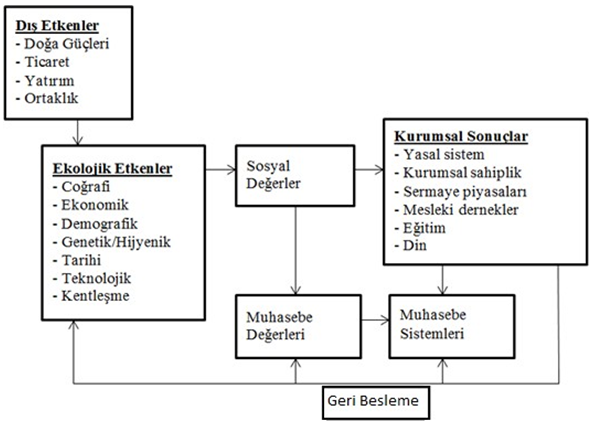 Dış Etkenler
- Doğa Güçleri
- Ticaret
- Yatırım
- Ortaklık
Ekolojik Etkenler
- Coğrafi
- Ekonomik
- Demografik
- Genetik/Hijyenik
- Tarihi
- Teknolojik
- Kentleşme
Sosyal
Değerler
Kurumsal Sonuçlar
- Yasal sistem
- Kurumsal sahiplik
- Sermaye piyasaları
- Mesleki dernekler
- Eğitim
- Din
Muhasebe
Değerleri
Muhasebe
Sistemleri
Geri Besleme